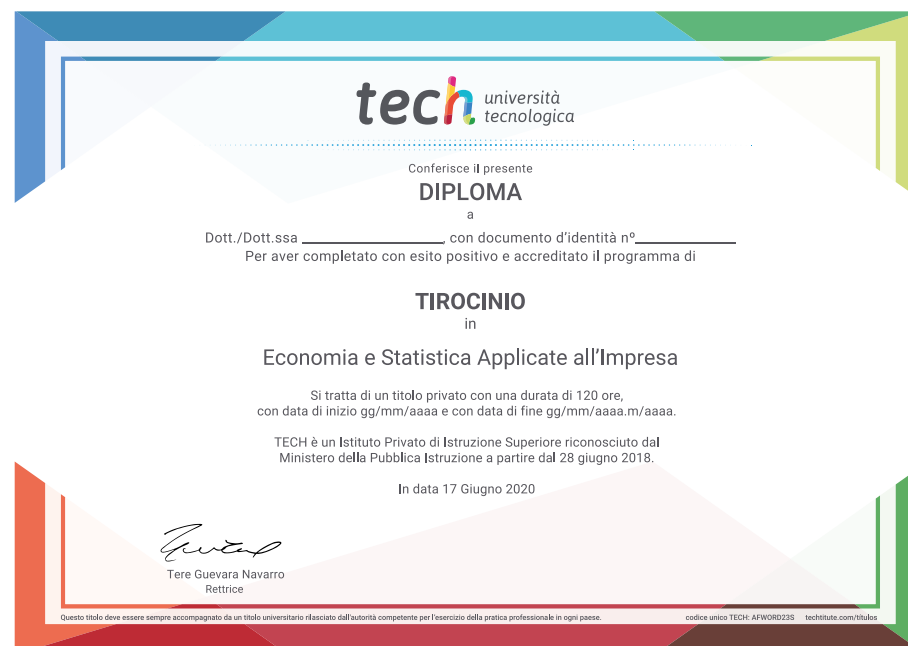 tech università
tecnologica
Conferisce il presente
DIPLOMA
a
Dott./Dott.ssa ____________________, con documento d'identità nº______________
Per aver completato con esito positivo e accreditato il programma di
TIROCINIO
in
Economia e Statistica Applicate all'Impresa
Si tratta di un titolo privato con una durata di 120 ore,
con data di inizio gg/mm/aaaa e con data di fine gg/mm/aaaa.m/aaaa.
TECH è un Istituto Privato di Istruzione Superiore riconosciuto dal
Ministero della Pubblica Istruzione a partire dal 28 giugno 2018.
In data 17 Giugno 2020
Tere Guevara Navarro
Rettrice
Questo titolo deve essere sempre accompagnato da un titolo universitario rilasciato dall'autorità competente per l'esercizio della pratica professionale in ogni paese. codice unico TECH: AFWORD23S techtitute.com/titulos